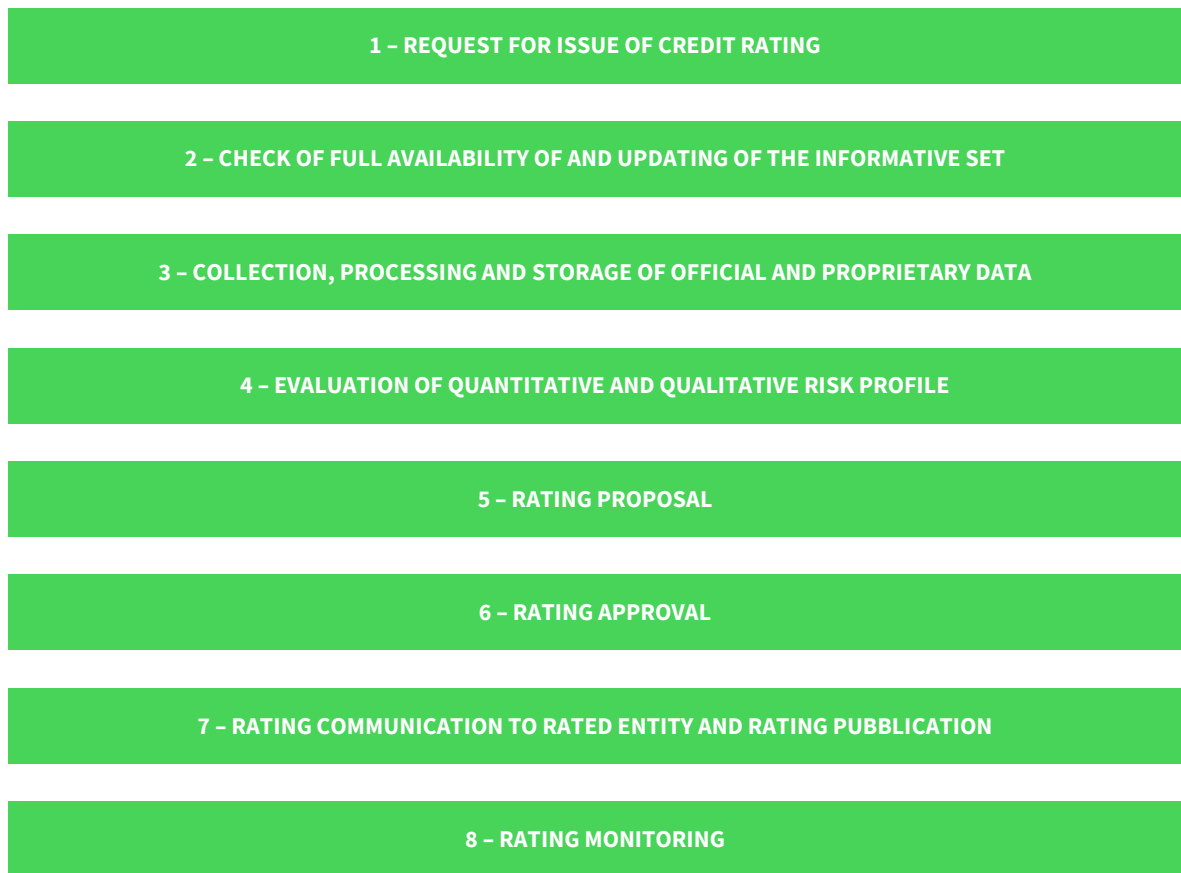 1 – REQUEST FOR ISSUE OF CREDIT RATING
2 – CHECK OF FULL AVAILABILITY OF AND UPDATING OF THE INFORMATIVE SET
3 – COLLECTION, PROCESSING AND STORAGE OF OFFICIAL AND PROPRIETARY DATA
4 – EVALUATION OF QUANTITATIVE AND QUALITATIVE RISK PROFILE
5 – RATING PROPOSAL
6 – RATING APPROVAL
7 – RATING COMMUNICATION TO RATED ENTITY AND RATING PUBBLICATION
8 – RATING MONITORING